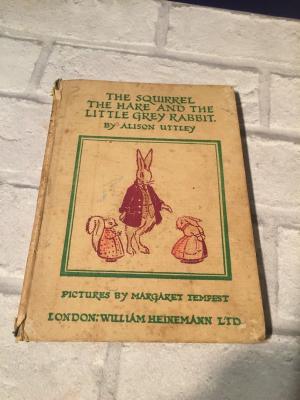 THE SQUIRREL
THE HARE AND THE
LITTLE GREY RABBIT.
BY ALISON UTTLEY
PICTURES BY MARGARET TEMPEST
LONDON: WILLIAM HEINEMANN LTD